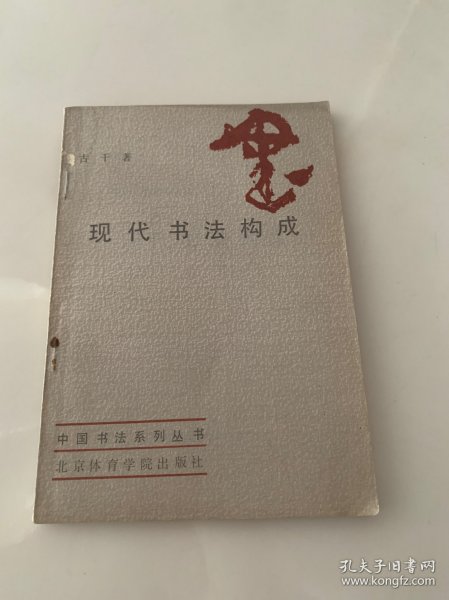 古干著
现代书法构成
中国书法系列丛书
北京体育学院出版社
孔夫子旧书网
www.kongfz.com